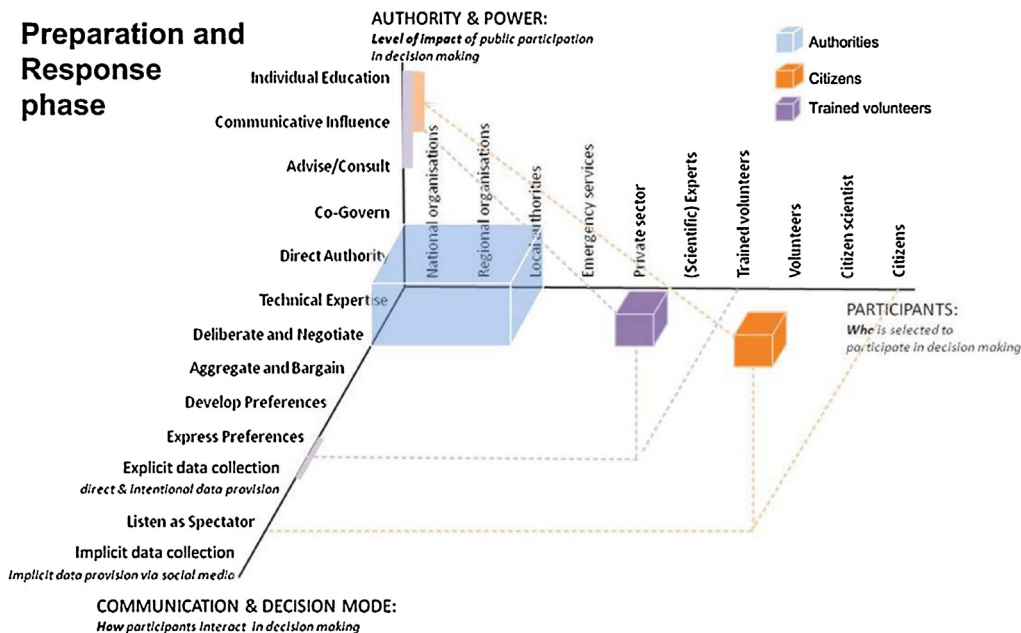 Preparation and
Response
phase
AUTHORITY & POWER:
Level of impact of public participation
in decision making
Authorities
Citizens
Trained volunteers
Individual Education
Communicative Influence
Advise/Consult
Co-Govern
Direct Authority
National organisations
Regional organisations
Local authorities
Emergency services
Private sector
(Scientific) Experts
Trained volunteers
Volunteers
Citizen scientist
Citizens
PARTICIPANTS:
Who is selected to
participate in decision making
Technical Expertise
Deliberate and Negotiate
Aggregate and Bargain
Develop Preferences
Express Preferences
Explicit data collection
direct & intentional data provision
Listen as Spectator
Implicit data collection
Implicit data provision via social media
COMMUNICATION & DECISION MODE:
How participants interact in decision making